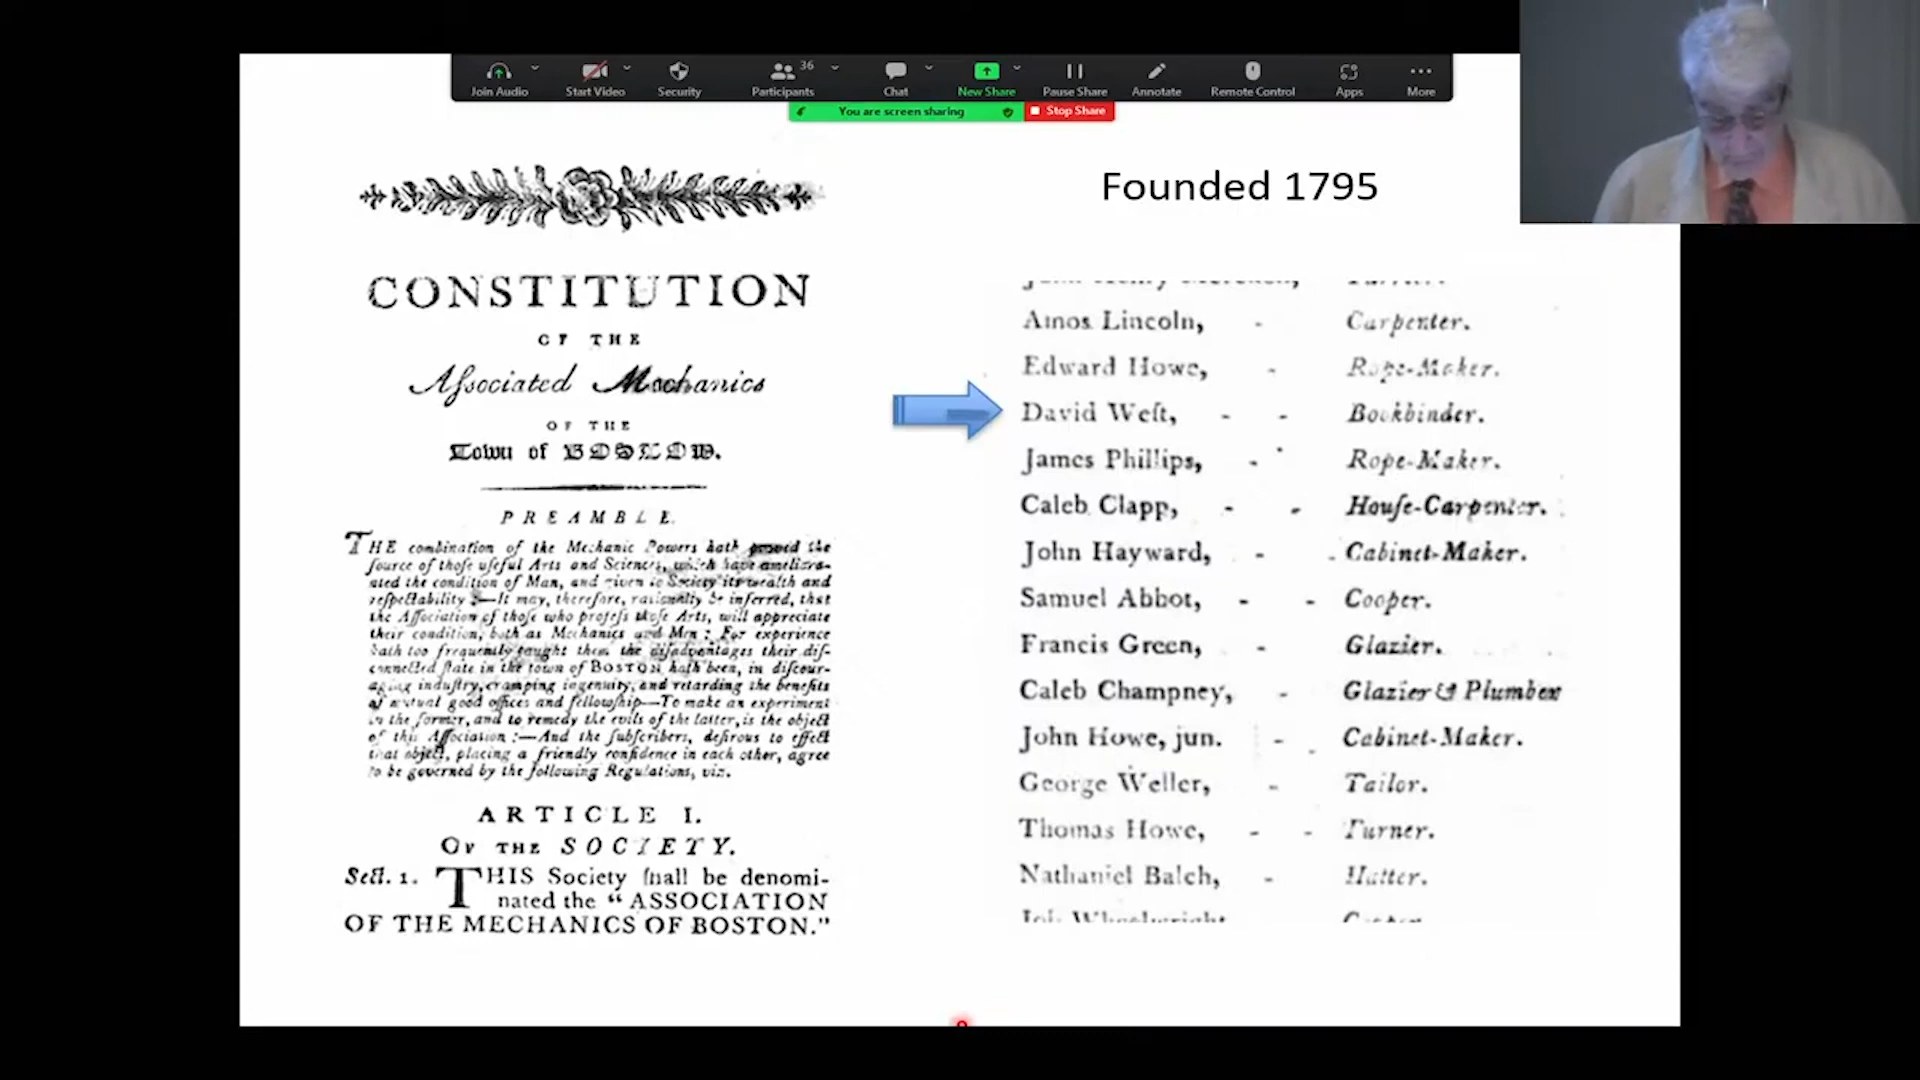 Join Audio
Start Video
Security
36
Participants
Chat
New Share
Pause Share
Annotate
Remote Control
Apps
More
You are screen sharing
Stop Share
Founded 1795
CONSTITUTION
OF THE
Aſsociated Mechanics
OF THE
Town of BOSTON.
PREAMBLE.
THE combination of the Mechanic Powers hath proved the
ſource of thoſe uſeful Arts and Sciences, which have ameliora-
ated the condition of Man, and given to Society its wealth and
reſpectability :—It may, therefore, rationally be inferred, that
the Aſſociation of thoſe who profeſs thoſe Arts, will appreciate
their condition, both as Mechanics and Men : For experience
hath too frequently taught them the diſadvantages their diſ-
connected ſtate in the town of BOSTON hath been, in diſcour-
aging induſtry, cramping ingenuity, and retarding the benefits
of mutual good offices and fellowſhip—To make an experiment
in the former, and to remedy the evils of the latter, is the object
of this Aſſociation :—And the ſubſcribers, deſirous to effect
that object, placing a friendly confidence in each other, agree
to be governed by the following Regulations, viz.
ARTICLE I.
OF THE SOCIETY.
Sect. 1. THIS Society ſhall be denomi-
nated the "ASSOCIATION
OF THE MECHANICS OF BOSTON."
Amos Lincoln, - Carpenter.
Edward Howe, - Rope-Maker.
David Weſt, - - Bookbinder.
James Phillips, - Rope-Maker.
Caleb Clapp, - - Houſe-Carpenter.
John Hayward, - Cabinet-Maker.
Samuel Abbot, - - Cooper.
Francis Green, - Glazier.
Caleb Champney, - Glazier & Plumber
John Howe, jun. - Cabinet-Maker.
George Weller, - Tailor.
Thomas Howe, - - Turner.
Nathaniel Balch, - Hatter.